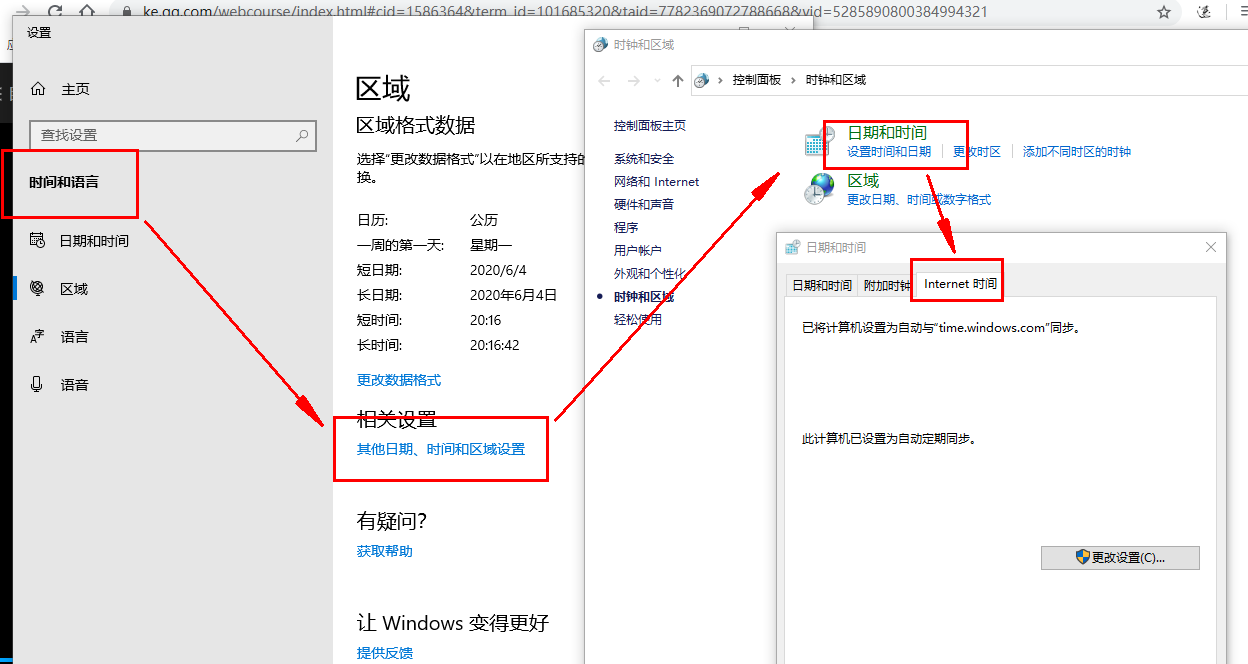 ke.qq.com/webcourse/index.html#cid=1586364&term_id=101685320&taid=7782369072788668&vid=5285890800384994321
设置
主页
查找设置
时间和语言
日期和时间
区域
语言
语音
区域
区域格式数据
选择“更改数据格式”以在地区所支持的
换。
日历: 公历
一周的第一天: 星期一
短日期: 2020/6/4
长日期: 2020年6月4日
短时间: 20:16
长时间: 20:16:42
更改数据格式
相关设置
其他日期、时间和区域设置
有疑问?
获取帮助
让 Windows 变得更好
提供反馈
时钟和区域
控制面板 › 时钟和区域
控制面板主页
系统和安全
网络和 Internet
硬件和声音
程序
用户帐户
外观和个性化
时钟和区域
轻松使用
日期和时间
设置时间和日期 更改时区 添加不同时区的时钟
区域
更改日期、时间或数字格式
日期和时间
日期和时间 附加时钟 Internet 时间
已将计算机设置为自动与“time.windows.com”同步。
此计算机已设置为自动定期同步。
更改设置(C)...